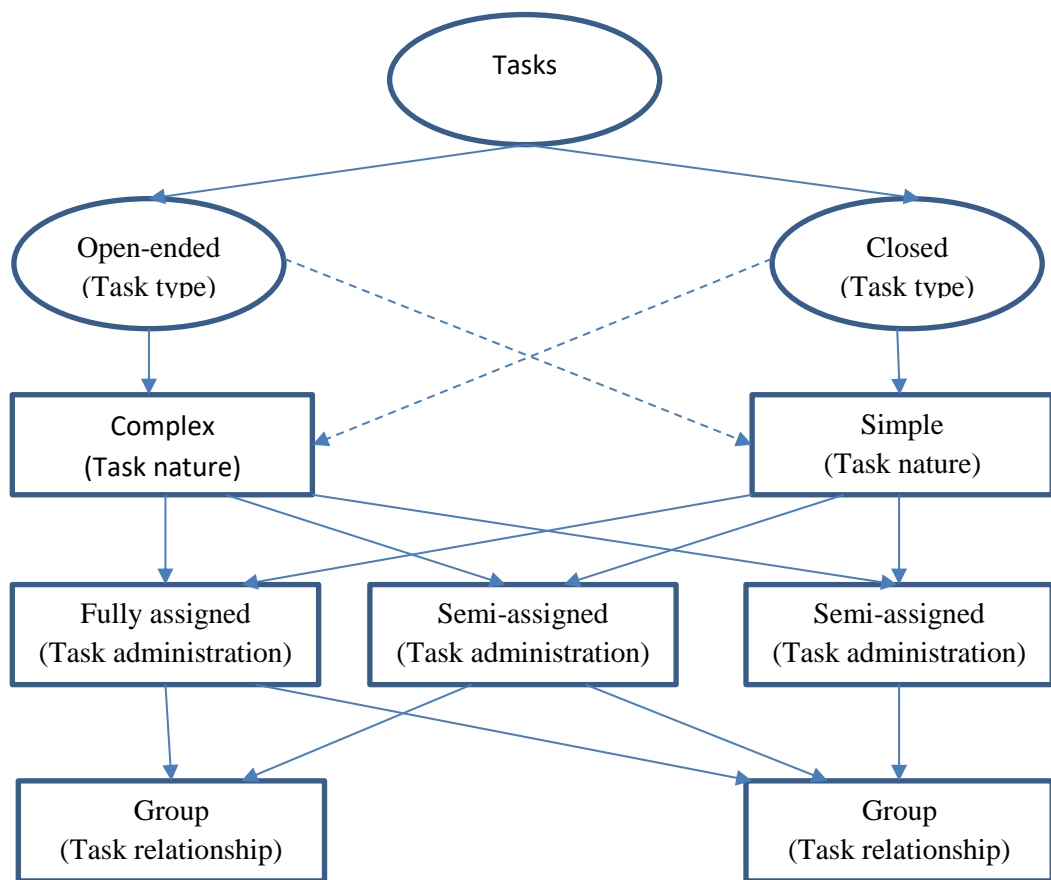 Tasks
Open-ended
(Task type)
Closed
(Task type)
Complex
(Task nature)
Simple
(Task nature)
Fully assigned
(Task administration)
Semi-assigned
(Task administration)
Semi-assigned
(Task administration)
Group
(Task relationship)
Group
(Task relationship)